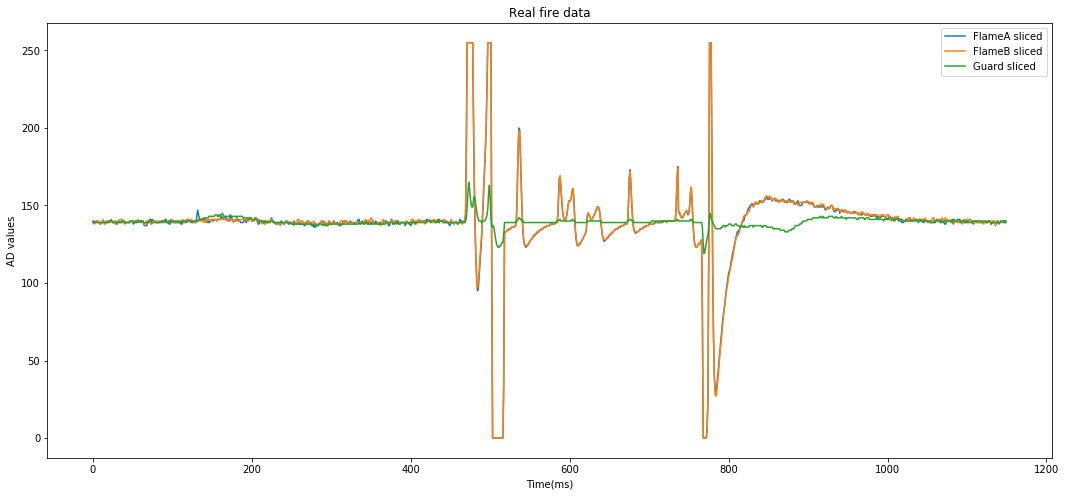 Real fire data
FlameA sliced
FlameB sliced
Guard sliced
AD values
250
200
150
100
50
0
0 200 400 600 800 1000 1200
Time(ms)